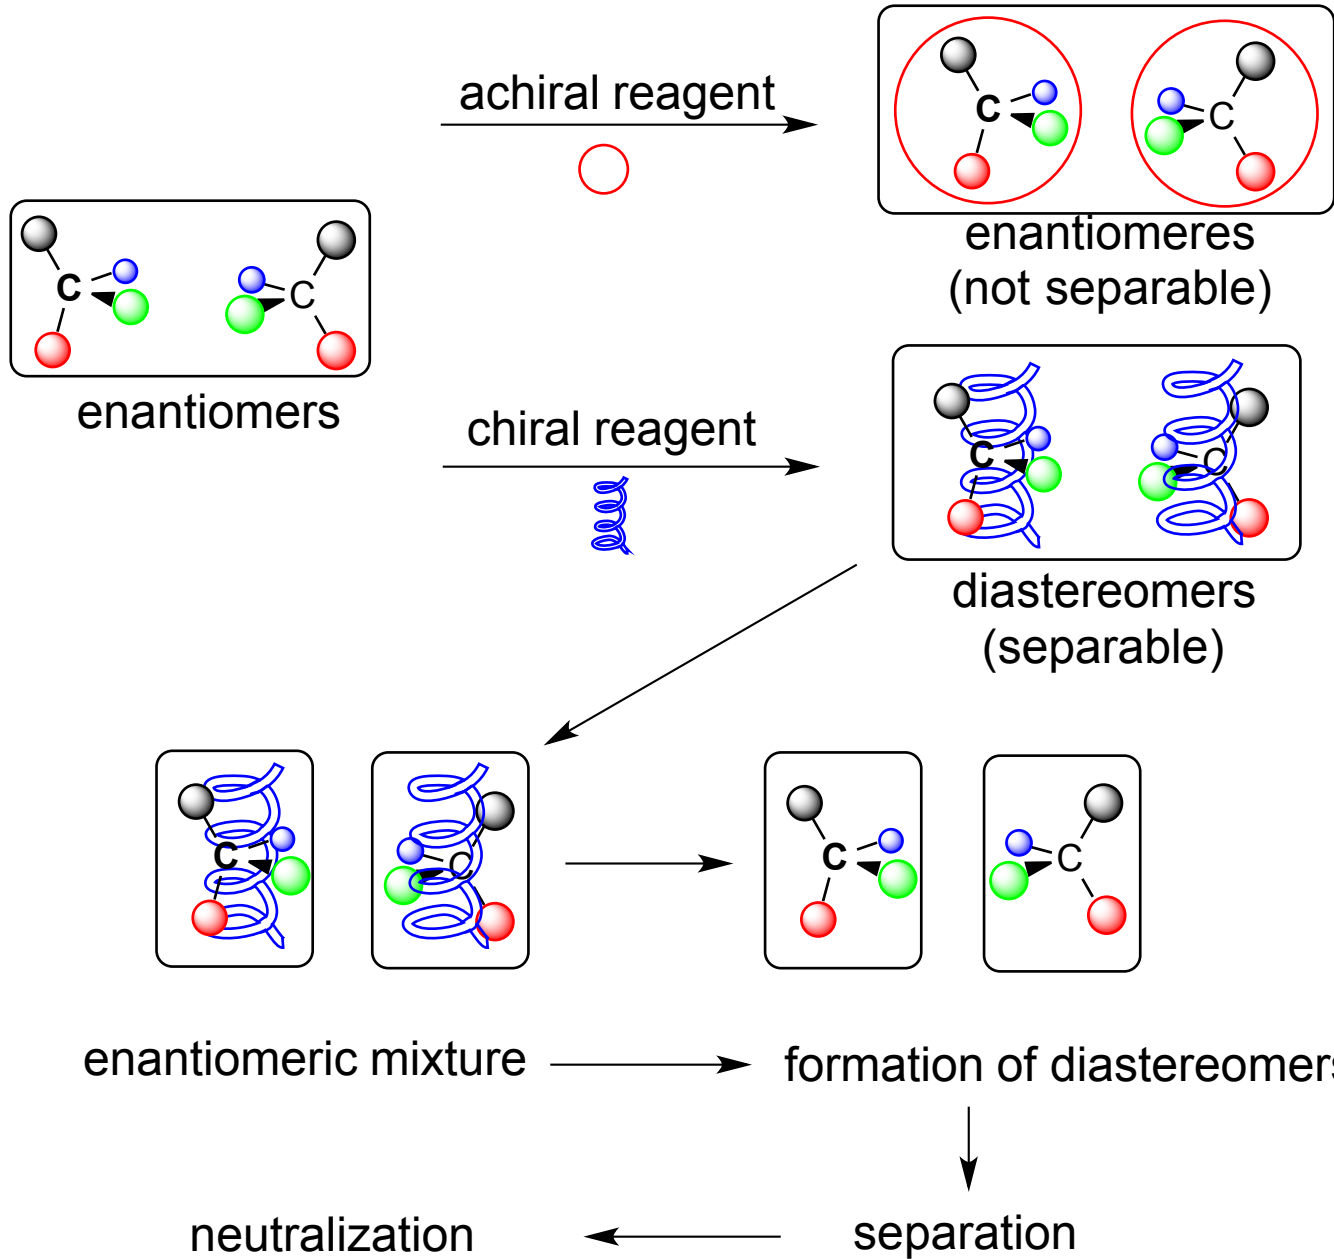 achiral reagent
C
C
enantiomeres
(not separable)
C
C
enantiomers
chiral reagent
C
C
diastereomers
(separable)
C
C
C
C
enantiomeric mixture
formation of diastereomers
neutralization
separation